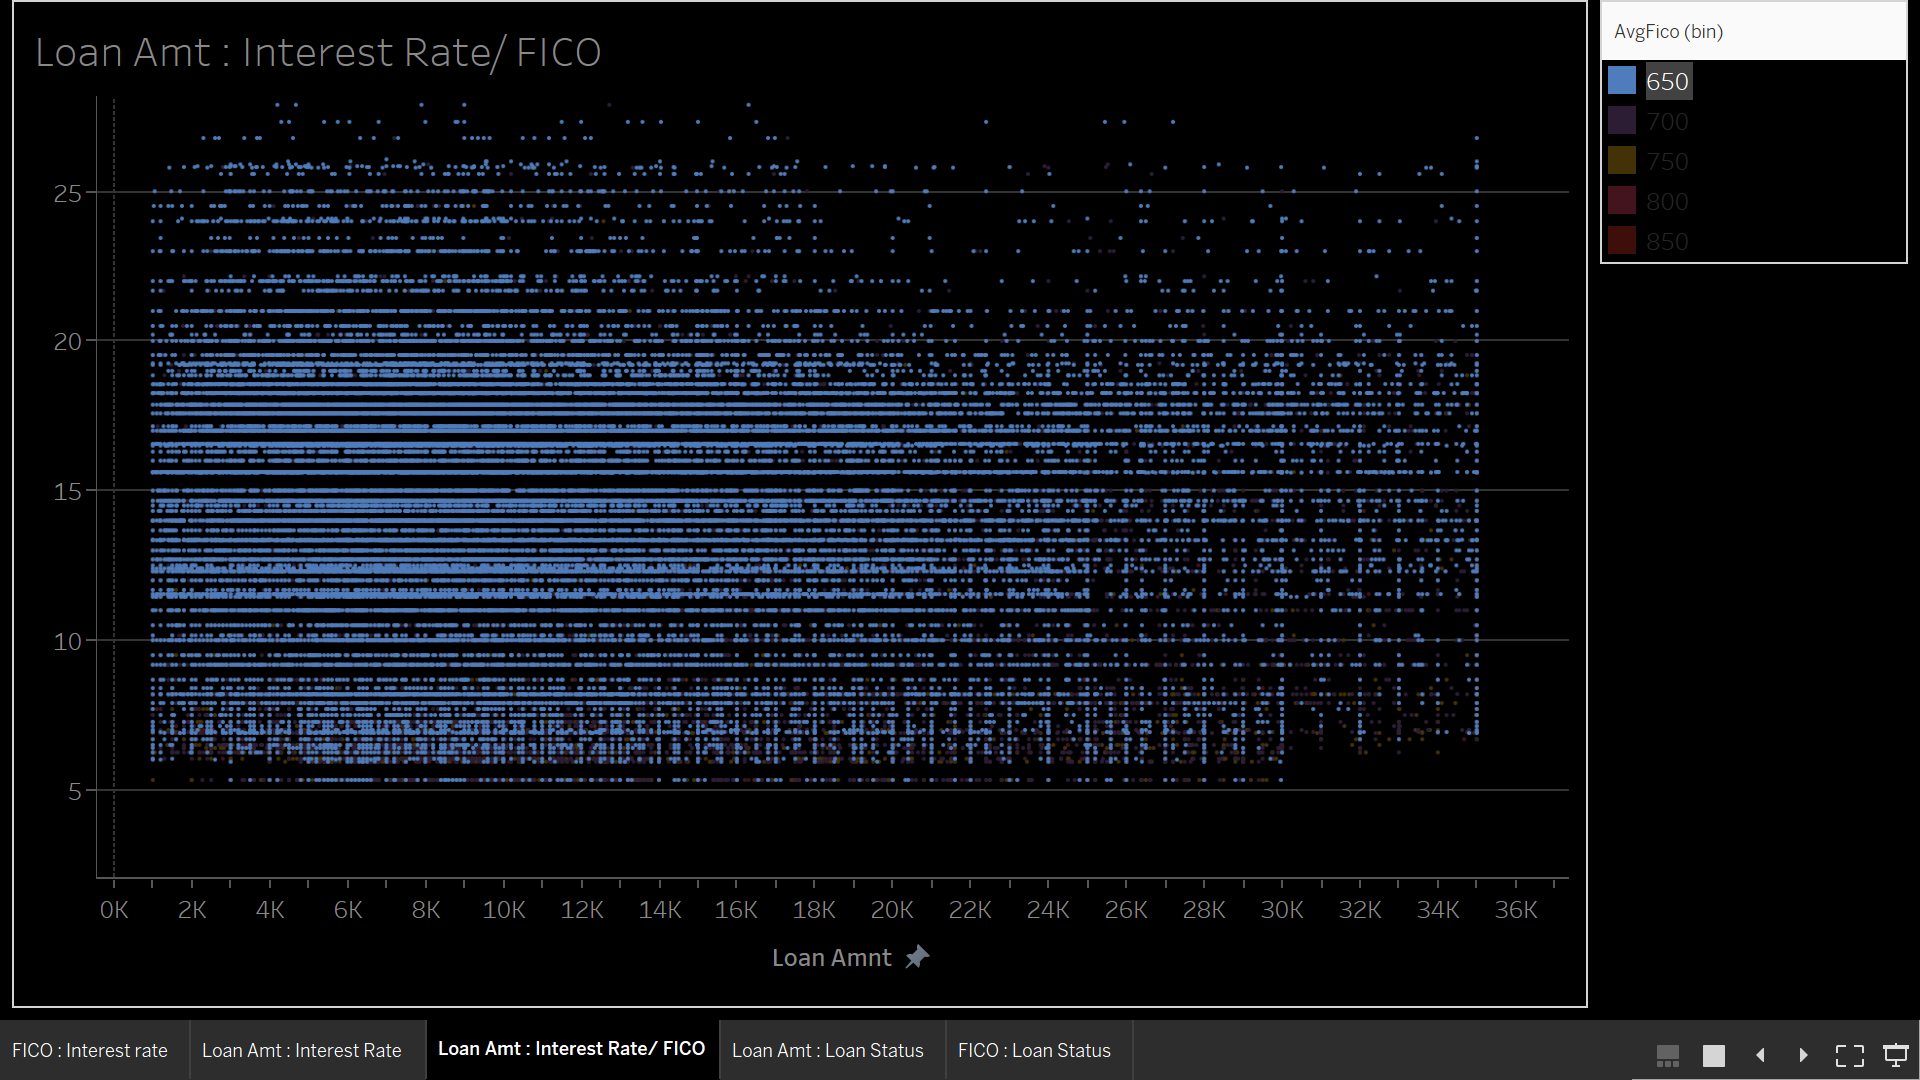 Loan Amt : Interest Rate/ FICO
AvgFico (bin)
650
700
750
800
850
25
20
15
10
5
0K 2K 4K 6K 8K 10K 12K 14K 16K 18K 20K 22K 24K 26K 28K 30K 32K 34K 36K
Loan Amnt
FICO : Interest rate Loan Amt : Interest Rate Loan Amt : Interest Rate/ FICO Loan Amt : Loan Status FICO : Loan Status